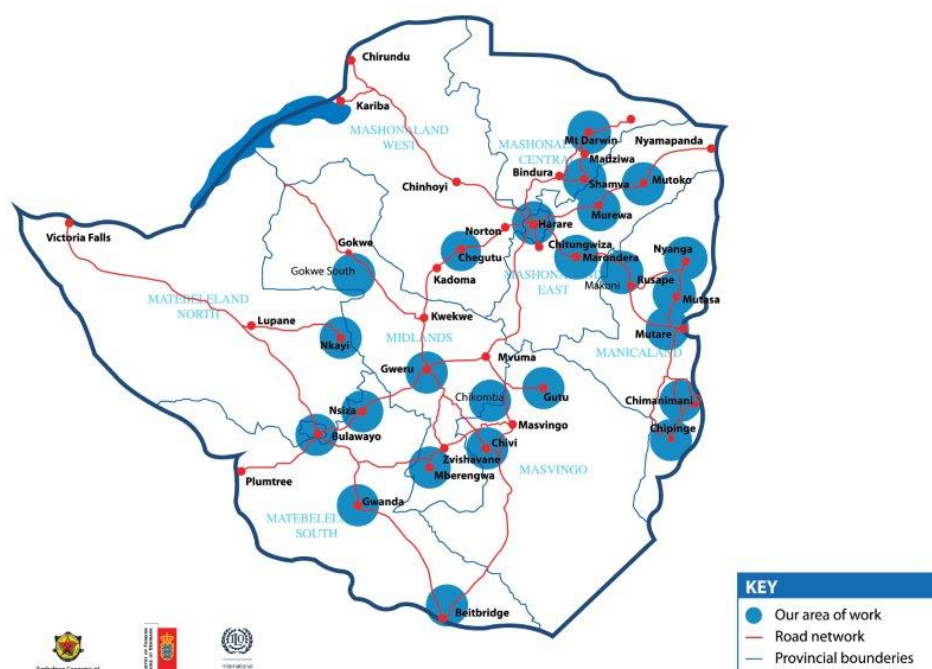 Chirundu
Kariba
MASHONALAND
WEST
Mt Darwin
MASHONALAND
CENTRAL
Madziwa
Nyamapanda
Bindura
Shamva
Mutoko
Chinhoyi
Murewa
Harare
Norton
Victoria Falls
Gokwe
Chegutu
Chitungwiza
Marondera
Nyanga
Gokwe South
Kadoma
MASHONALAND
EAST
Makoni
Rusape
Mutasa
MATEBELELAND
NORTH
Lupane
Kwekwe
Nkayi
MIDLANDS
Mutare
MANICALAND
Gweru
Mvuma
Chikomba
Gutu
Chimanimani
Nsiza
Masvingo
Bulawayo
Chivi
Chipinge
Zvishavane
Mberengwa
MASVINGO
Plumtree
Gwanda
MATEBELEL
SOUTH
Beitbridge
KEY
Our area of work
Road network
Provincial bounderies
ILO
International